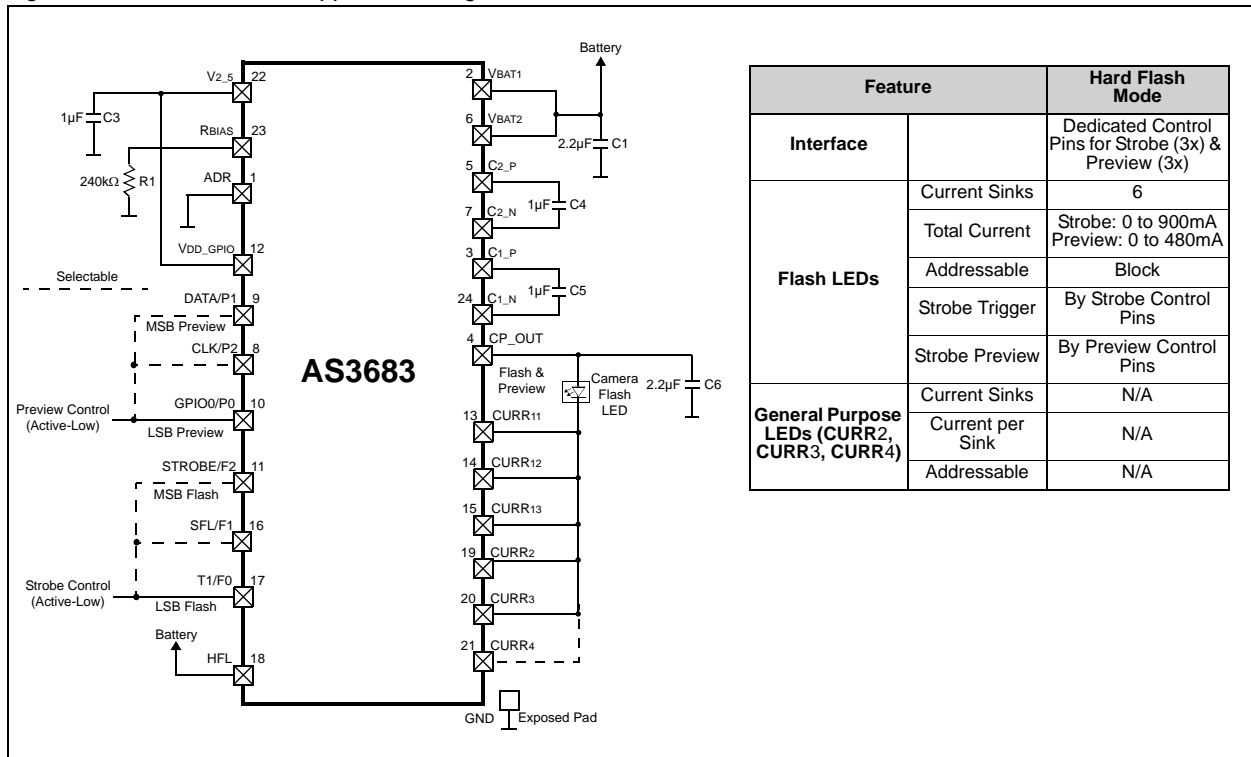 Battery
V2_5 22
1µF C3
RBIAS 23
240kΩ R1
ADR 1
VDD_GPIO 12
Selectable
DATA/P1 9
MSB Preview
CLK/P2 8
Preview Control
(Active-Low)
GPIO0/P0 10
LSB Preview
STROBE/F2 11
MSB Flash
SFL/F1 16
Strobe Control
(Active-Low)
T1/F0 17
LSB Flash
Battery
HFL 18
AS3683
2 VBAT1
6 VBAT2
2.2µF C1
5 C2_P
1µF C4
7 C2_N
3 C1_P
1µF C5
24 C1_N
4 CP_OUT
Flash &
Preview
Camera
Flash
LED
2.2µF C6
13 CURR11
14 CURR12
15 CURR13
19 CURR2
20 CURR3
21 CURR4
GND Exposed Pad
Feature
Hard Flash
Mode
Interface
Dedicated Control
Pins for Strobe (3x) &
Preview (3x)
Flash LEDs
Current Sinks 6
Total Current
Strobe: 0 to 900mA
Preview: 0 to 480mA
Addressable Block
Strobe Trigger
By Strobe Control
Pins
Strobe Preview
By Preview Control
Pins
General Purpose
LEDs (CURR2,
CURR3, CURR4)
Current Sinks N/A
Current per
Sink
N/A
Addressable N/A